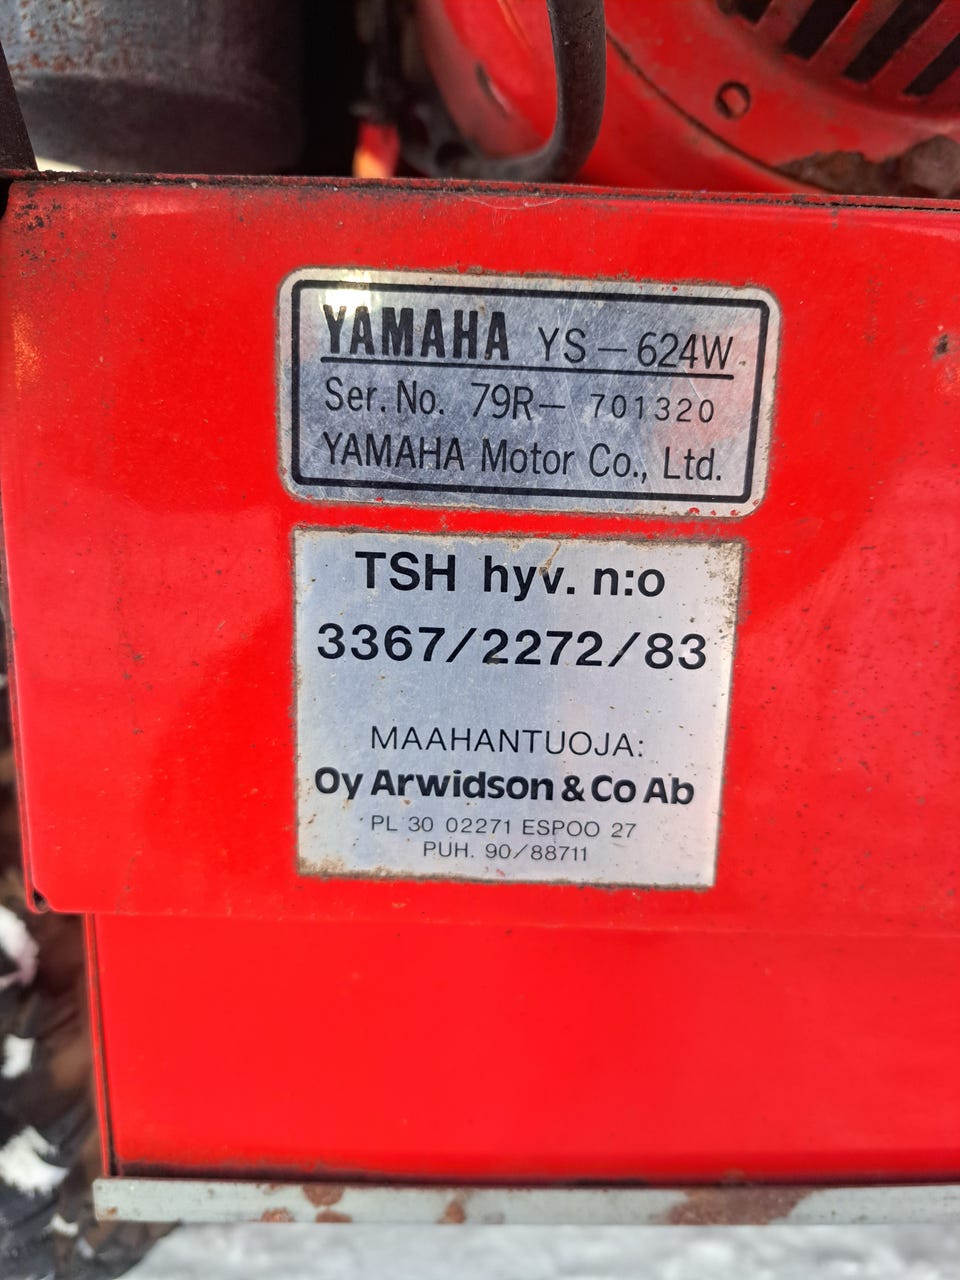 YAMAHA YS-624W
Ser. No. 79R- 701320
YAMAHA Motor Co., Ltd.
TSH hyv. n:o
3367/2272/83
MAAHANTUOJA:
Oy Arwidson & Co Ab
PL 30 02271 ESPOO 27
PUH. 90/88711